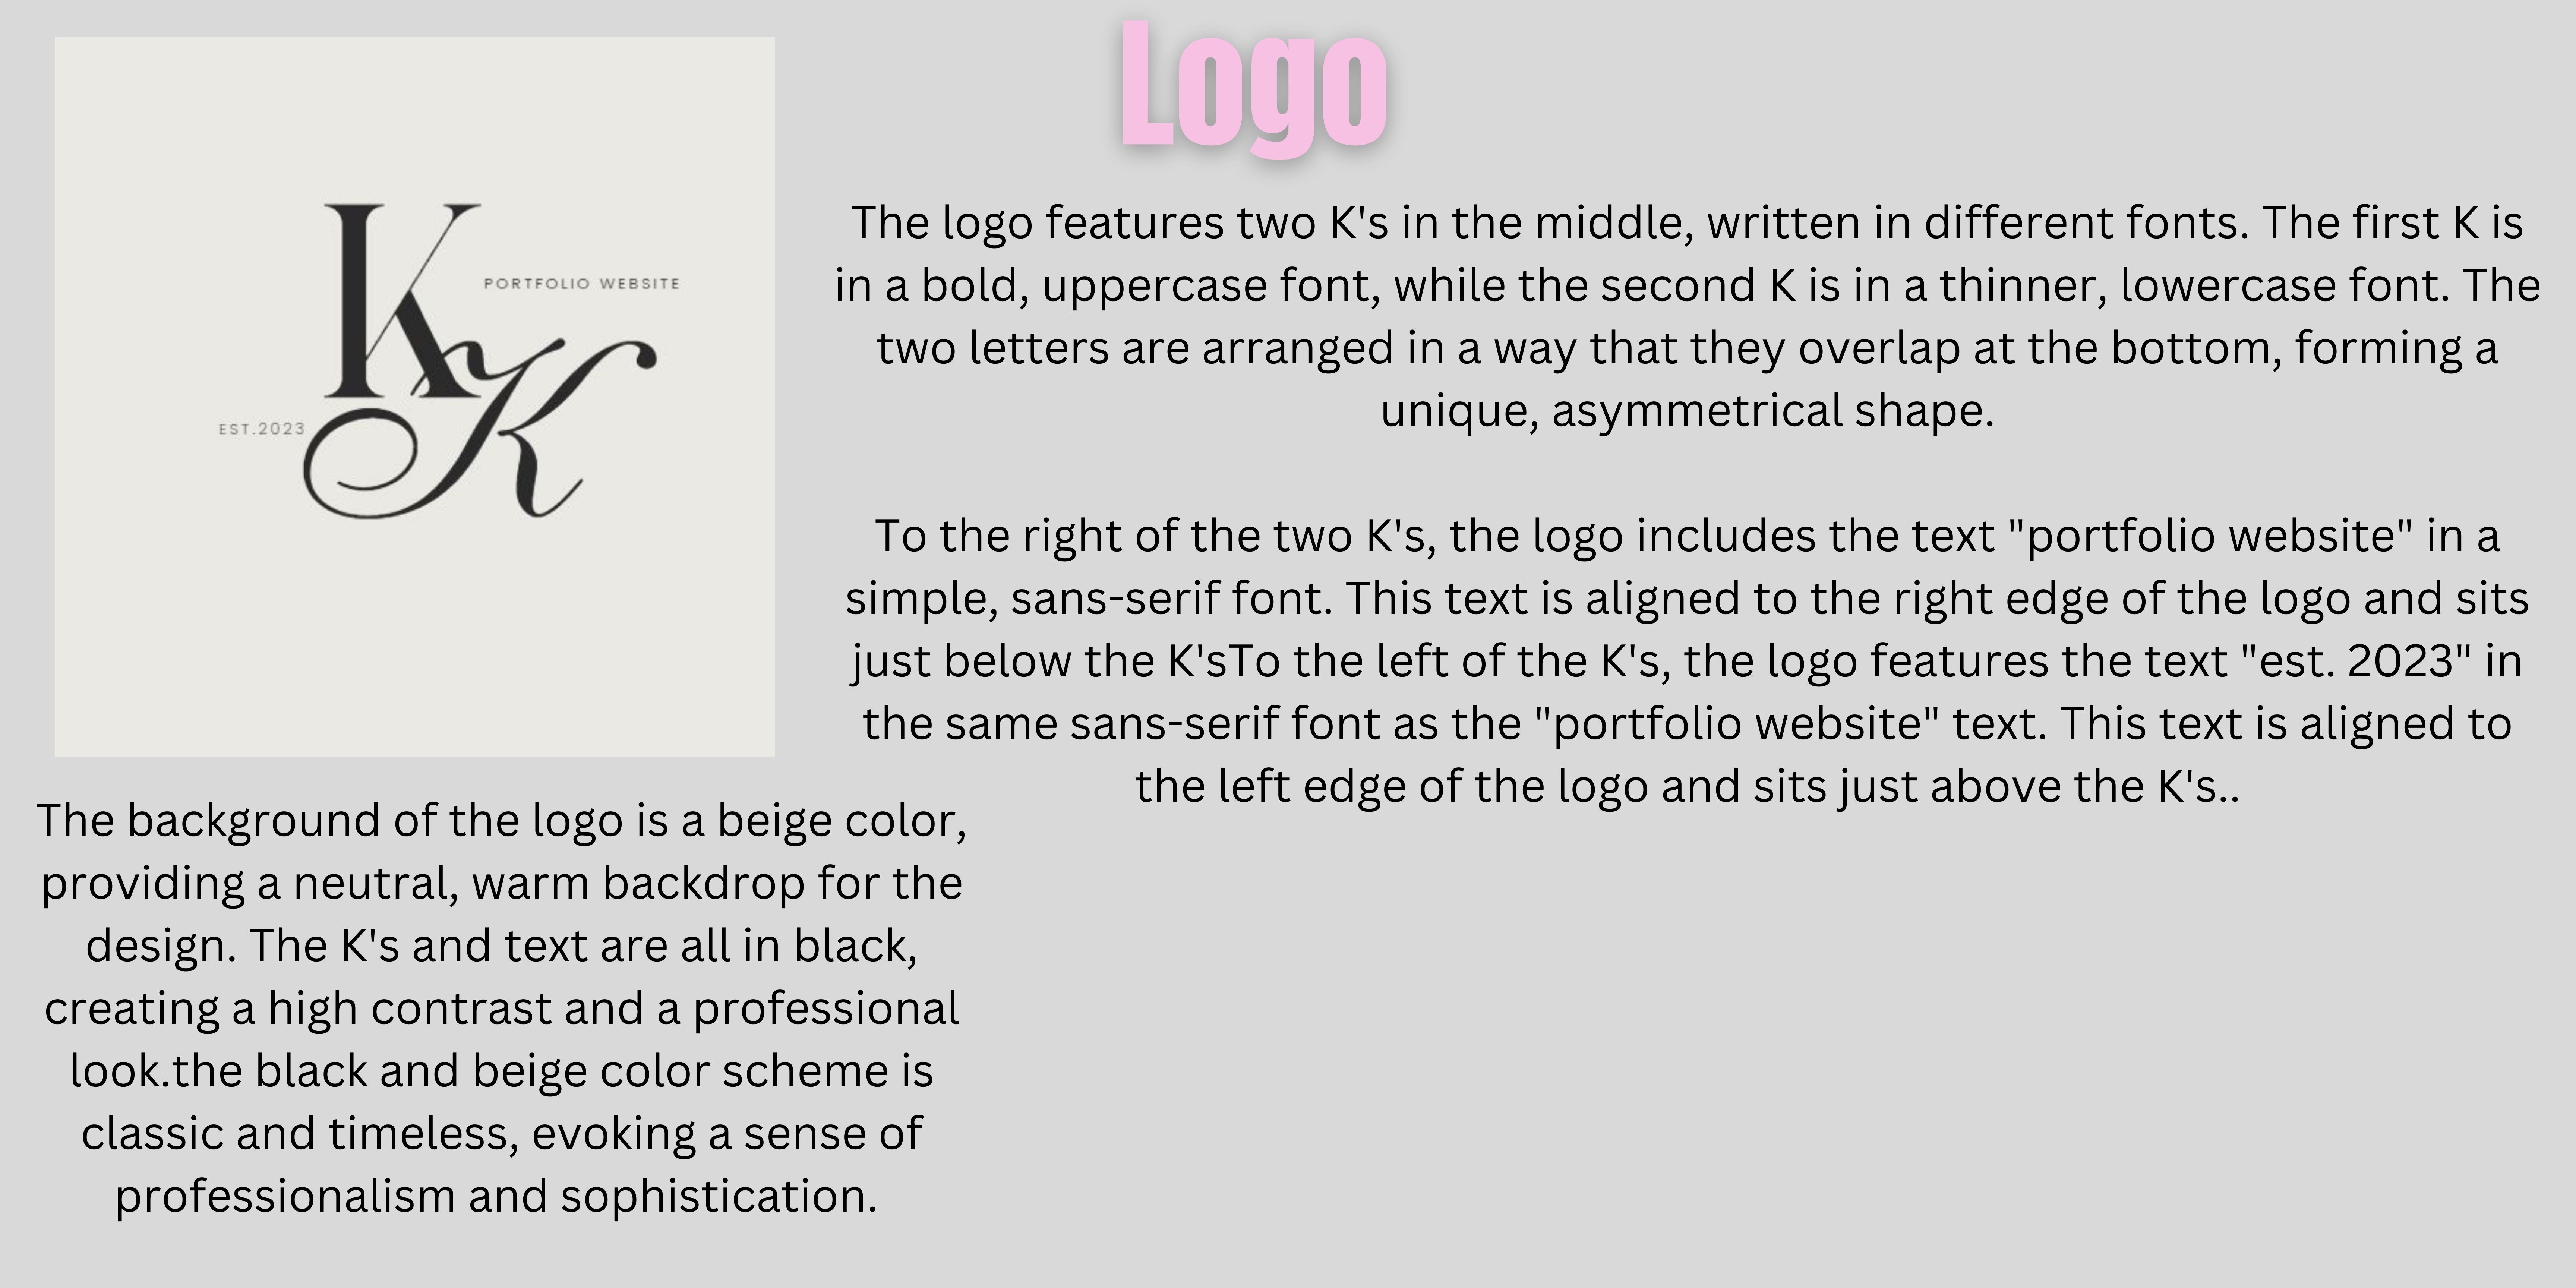 Logo
K
PORTFOLIO WEBSITE
EST.2023
K
The logo features two K's in the middle, written in different fonts. The first K is
in a bold, uppercase font, while the second K is in a thinner, lowercase font. The
two letters are arranged in a way that they overlap at the bottom, forming a
unique, asymmetrical shape.
To the right of the two K's, the logo includes the text "portfolio website" in a
simple, sans-serif font. This text is aligned to the right edge of the logo and sits
just below the K'sTo the left of the K's, the logo features the text "est. 2023" in
the same sans-serif font as the "portfolio website" text. This text is aligned to
the left edge of the logo and sits just above the K's..
The background of the logo is a beige color,
providing a neutral, warm backdrop for the
design. The K's and text are all in black,
creating a high contrast and a professional
look.the black and beige color scheme is
classic and timeless, evoking a sense of
professionalism and sophistication.